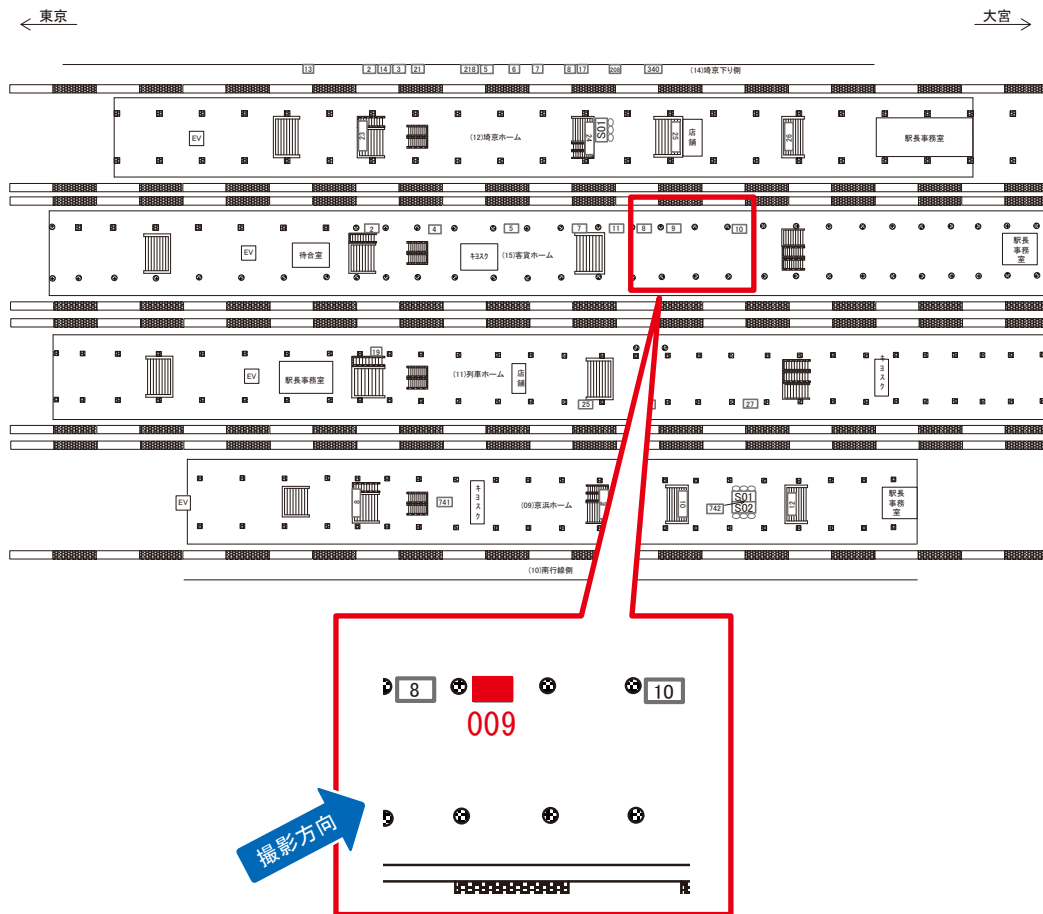 東京
大宮
13
2
14
3
21
218
5
6
7
8
17
208
340
(14)埼京下り側
EV
23
(12)埼京ホーム
24
S01
25
店舗
26
駅長事務室
2
4
5
7
11
8
9
10
EV
待合室
キヨスク
(15)客貨ホーム
駅長
事務
室
19
EV
駅長事務室
(11)列車ホーム
店舗
25
27
キヨスク
EV
8
741
キヨスク
(09)京浜ホーム
10
742
S01
S02
12
駅長
事務
室
(10)南行線側
8
009
10
撮影方向